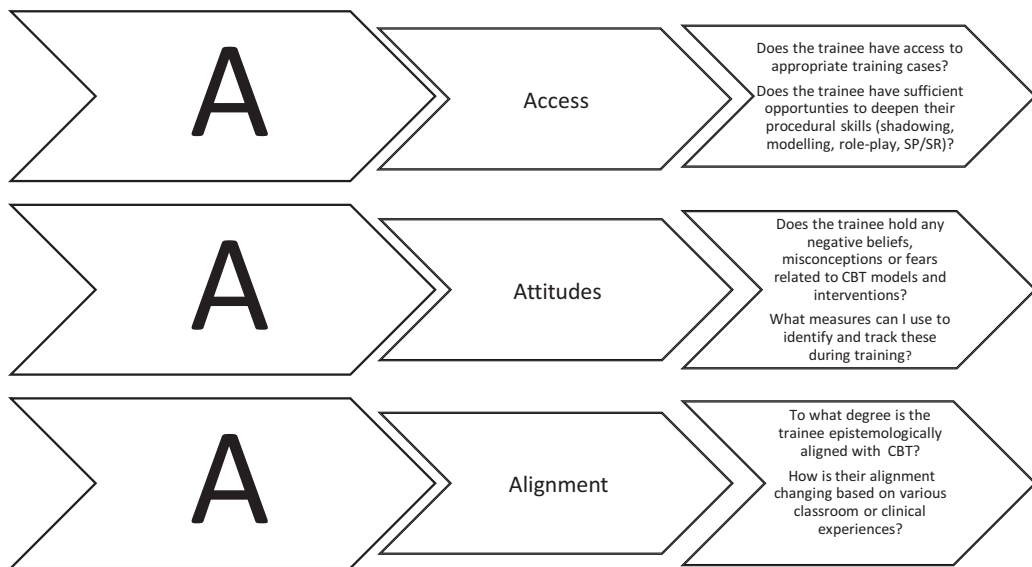 A
Access
Does the trainee have access to
appropriate training cases?
Does the trainee have sufficient
opportunties to deepen their
procedural skills (shadowing,
modelling, role-play, SP/SR)?
A
Attitudes
Does the trainee hold any
negative beliefs,
misconceptions or fears
related to CBT models and
interventions?
What measures can I use to
identify and track these
during training?
A
Alignment
To what degree is the
trainee epistemologically
aligned with CBT?
How is their alignment
changing based on various
classroom or clinical
experiences?